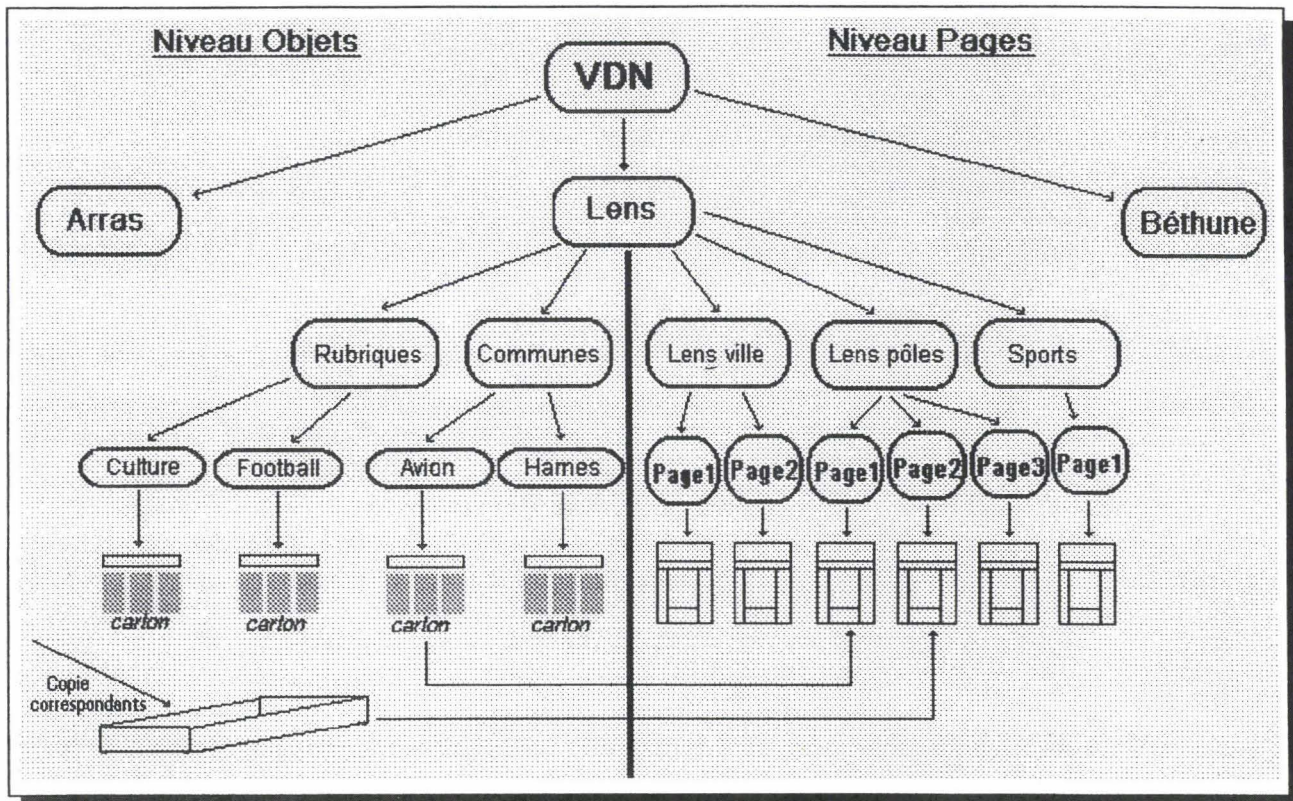 Niveau Objets
Niveau Pages
VDN
Arras
Lens
Béthune
Rubriques
Communes
Lens ville
Lens pôles
Sports
Culture
Football
Avion
Harnes
Page1
Page2
Page1
Page2
Page3
Page1
carton
carton
carton
carton
Copie
correspondants